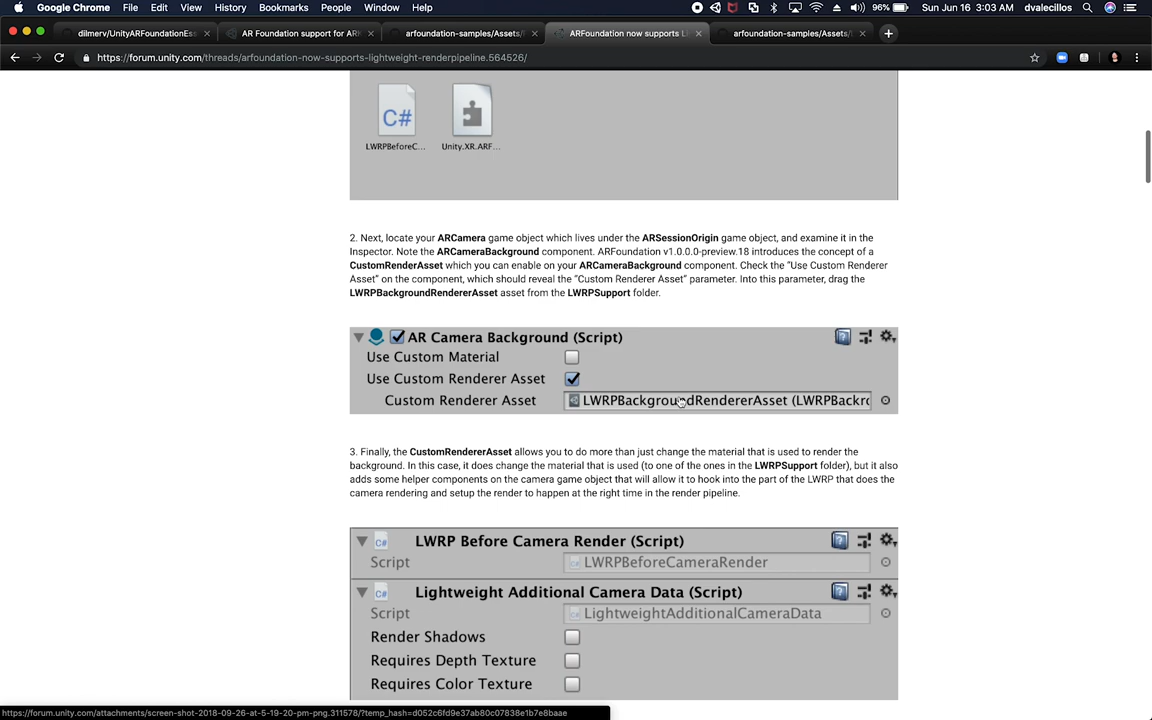 Google Chrome File Edit View History Bookmarks People Window Help 96% Sun Jun 16 3:03 AM dvalecillos
dilmerv/UnityARFoundationEss AR Foundation support for AR arfoundation-samples/Assets/ ARFoundation now supports L arfoundation-samples/Assets/
https://forum.unity.com/threads/arfoundation-now-supports-lightweight-renderpipeline.564526/
C#
LWRPBeforeC... Unity.XR.ARF...
2. Next, locate your ARCamera game object which lives under the ARSessionOrigin game object, and examine it in the
Inspector. Note the ARCameraBackground component. ARFoundation v1.0.0.0-preview.18 introduces the concept of a
CustomRenderAsset which you can enable on your ARCameraBackground component. Check the “Use Custom Renderer
Asset” on the component, which should reveal the “Custom Renderer Asset” parameter. Into this parameter, drag the
LWRPBackgroundRendererAsset asset from the LWRPSupport folder.
AR Camera Background (Script)
Use Custom Material
Use Custom Renderer Asset
Custom Renderer Asset LWRPBackgroundRendererAsset (LWRPBackr
3. Finally, the CustomRendererAsset allows you to do more than just change the material that is used to render the
background. In this case, it does change the material that is used (to one of the ones in the LWRPSupport folder), but it also
adds some helper components on the camera game object that will allow it to hook into the part of the LWRP that does the
camera rendering and setup the render to happen at the right time in the render pipeline.
C# LWRP Before Camera Render (Script)
Script LWRPBeforeCameraRender
C# Lightweight Additional Camera Data (Script)
Script LightweightAdditionalCameraData
Render Shadows
Requires Depth Texture
Requires Color Texture
https://forum.unity.com/attachments/screen-shot-2018-09-26-at-5-19-20-pm-png.311578/?temp_hash=d052c6fd9e37ab80c07838e1b7e8baae